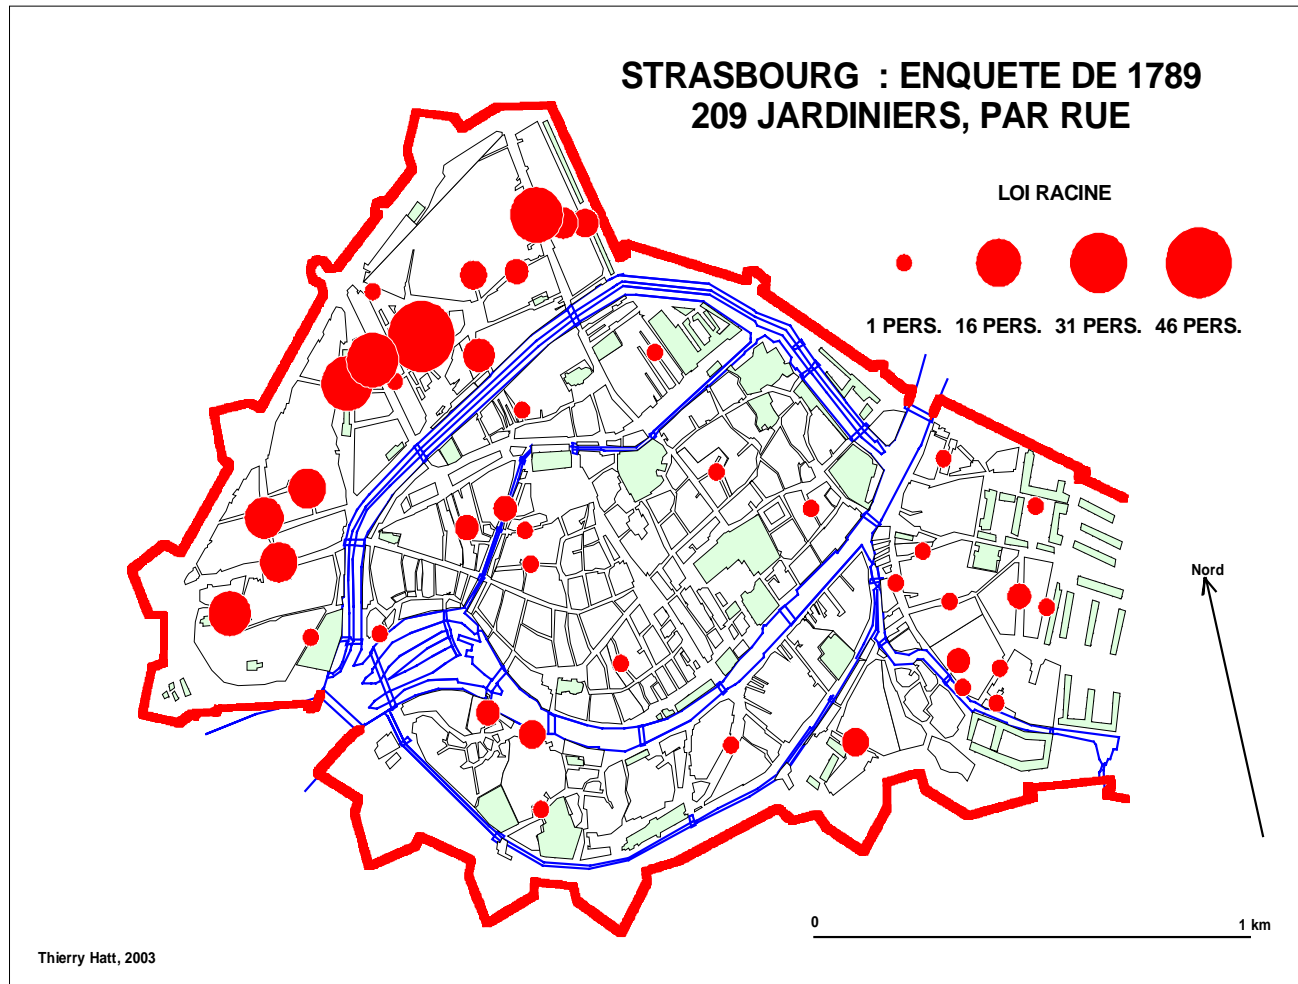 STRASBOURG : ENQUETE DE 1789
209 JARDINIERS, PAR RUE
LOI RACINE
1 PERS. 16 PERS. 31 PERS. 46 PERS.
Nord
0 1 km
Thierry Hatt, 2003